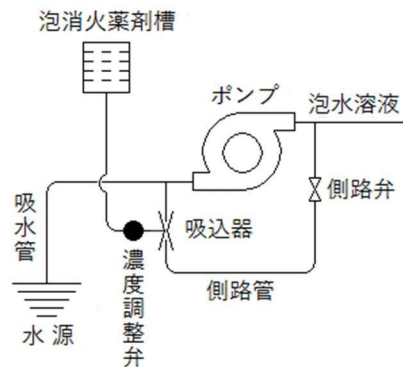 泡消火薬剤槽
ポンプ
泡水溶液
側路弁
吸水管
吸込器
側路管
濃度調整弁
水源